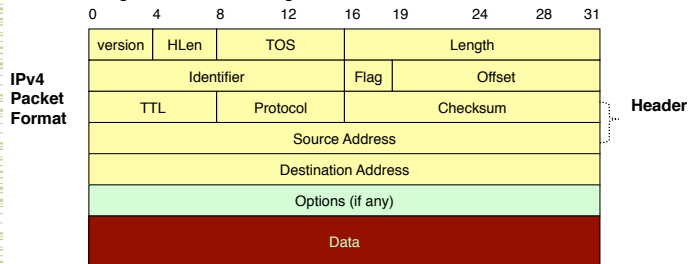 0 4 8 12 16 19 24 28 31
version HLen TOS Length
Identifier Flag Offset
IPv4
Packet
Format
TTL Protocol Checksum
Header
Source Address
Destination Address
Options (if any)
Data